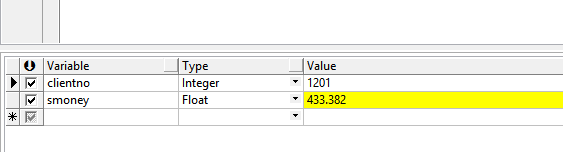 Variable Type Value
clientno Integer 1201
smoney Float 433.382